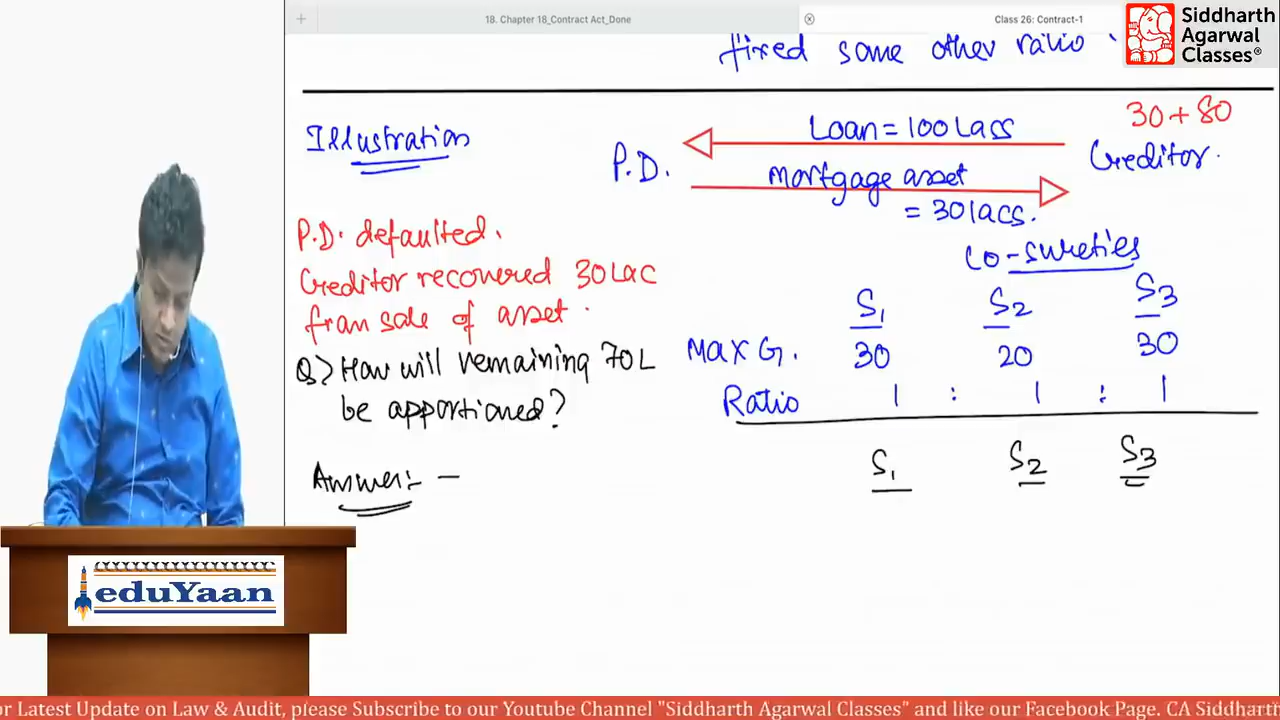 18. Chapter 18_Contract Act_Done
Class 26: Contract-1
Siddharth
Agarwal
Classes®
fixed some other ratio.
Illustration
P.D.
Loan = 100 Lacs
30 + 80
Creditor.
mortgage asset
= 30 lacs.
P.D. defaulted.
Creditor recovered 30 Lac
from sale of asset.
Q> How will remaining 70L
be apportioned?
Co-sureties
S1 S2 S3
Max G. 30 20 30
Ratio 1 : 1 : 1
Answer: -
S1 S2 S3
eduYaan
or Latest Update on Law & Audit, please Subscribe to our Youtube Channel "Siddharth Agarwal Classes" and like our Facebook Page. CA Siddharth